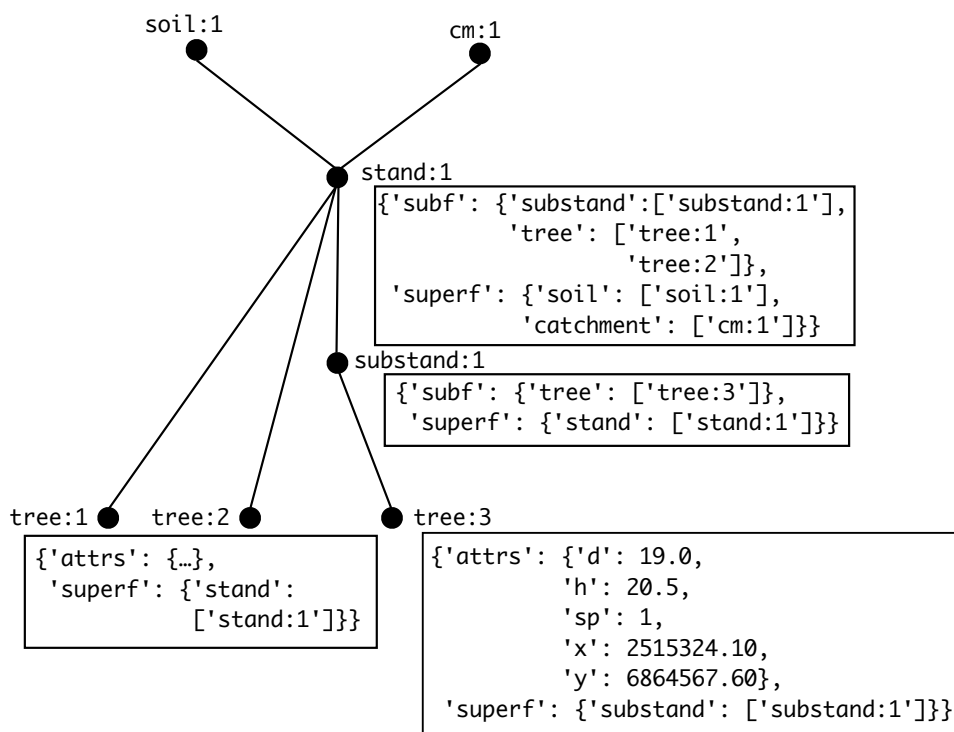 soil:1
cm:1
stand:1
{'subf': {'substand':['substand:1'],
'tree': ['tree:1',
'tree:2']},
'superf': {'soil': ['soil:1'],
'catchment': ['cm:1']}}
substand:1
{'subf': {'tree': ['tree:3']},
'superf': {'stand': ['stand:1']}}
tree:1
tree:2
tree:3
{'attrs': {…},
'superf': {'stand':
['stand:1']}}
{'attrs': {'d': 19.0,
'h': 20.5,
'sp': 1,
'x': 2515324.10,
'y': 6864567.60},
'superf': {'substand': ['substand:1']}}